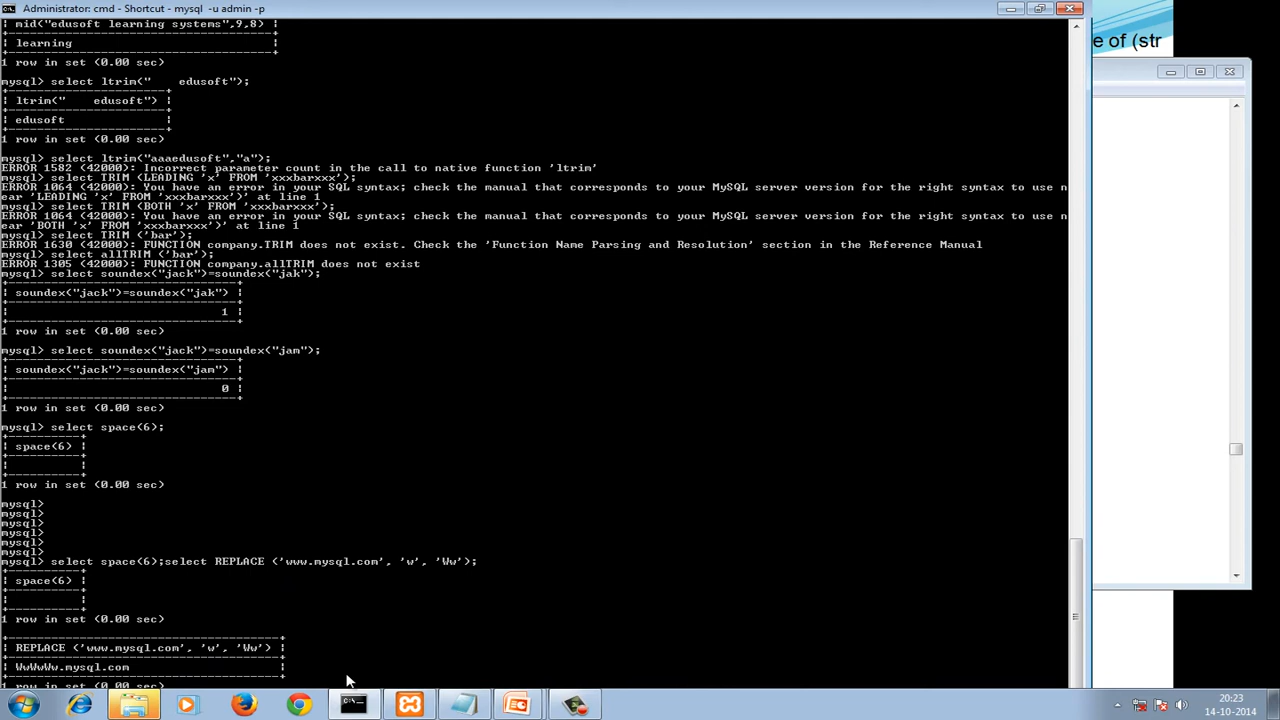 Administrator: cmd - Shortcut - mysql -u admin -p
| mid("edusoft learning systems",9,8) |
| learning |
1 row in set (0.00 sec)
mysql> select ltrim("    edusoft");
| ltrim("    edusoft") |
| edusoft |
1 row in set (0.00 sec)
mysql> select ltrim("aaaedusoft","a");
ERROR 1582 (42000): Incorrect parameter count in the call to native function 'ltrim'
mysql> select TRIM (LEADING 'x' FROM 'xxxbarxxx');
ERROR 1064 (42000): You have an error in your SQL syntax; check the manual that corresponds to your MySQL server version for the right syntax to use n
ear 'LEADING 'x' FROM 'xxxbarxxx')' at line 1
mysql> select TRIM (BOTH 'x' FROM 'xxxbarxxx');
ERROR 1064 (42000): You have an error in your SQL syntax; check the manual that corresponds to your MySQL server version for the right syntax to use n
ear 'BOTH 'x' FROM 'xxxbarxxx')' at line 1
mysql> select TRIM ('bar');
ERROR 1630 (42000): FUNCTION company.TRIM does not exist. Check the 'Function Name Parsing and Resolution' section in the Reference Manual
mysql> select allTRIM ('bar');
ERROR 1305 (42000): FUNCTION company.allTRIM does not exist
mysql> select soundex("jack")=soundex("jak");
| soundex("jack")=soundex("jak") |
| 1 |
1 row in set (0.00 sec)
mysql> select soundex("jack")=soundex("jam");
| soundex("jack")=soundex("jam") |
| 0 |
1 row in set (0.00 sec)
mysql> select space(6);
| space(6) |
1 row in set (0.00 sec)
mysql>
mysql>
mysql>
mysql>
mysql>
mysql>
mysql> select space(6);select REPLACE ('www.mysql.com', 'w', 'Ww');
| space(6) |
1 row in set (0.00 sec)
| REPLACE ('www.mysql.com', 'w', 'Ww') |
| WwWwWw.mysql.com |
1 row in set (0.00 sec)
e of (str
20:23
14-10-2014